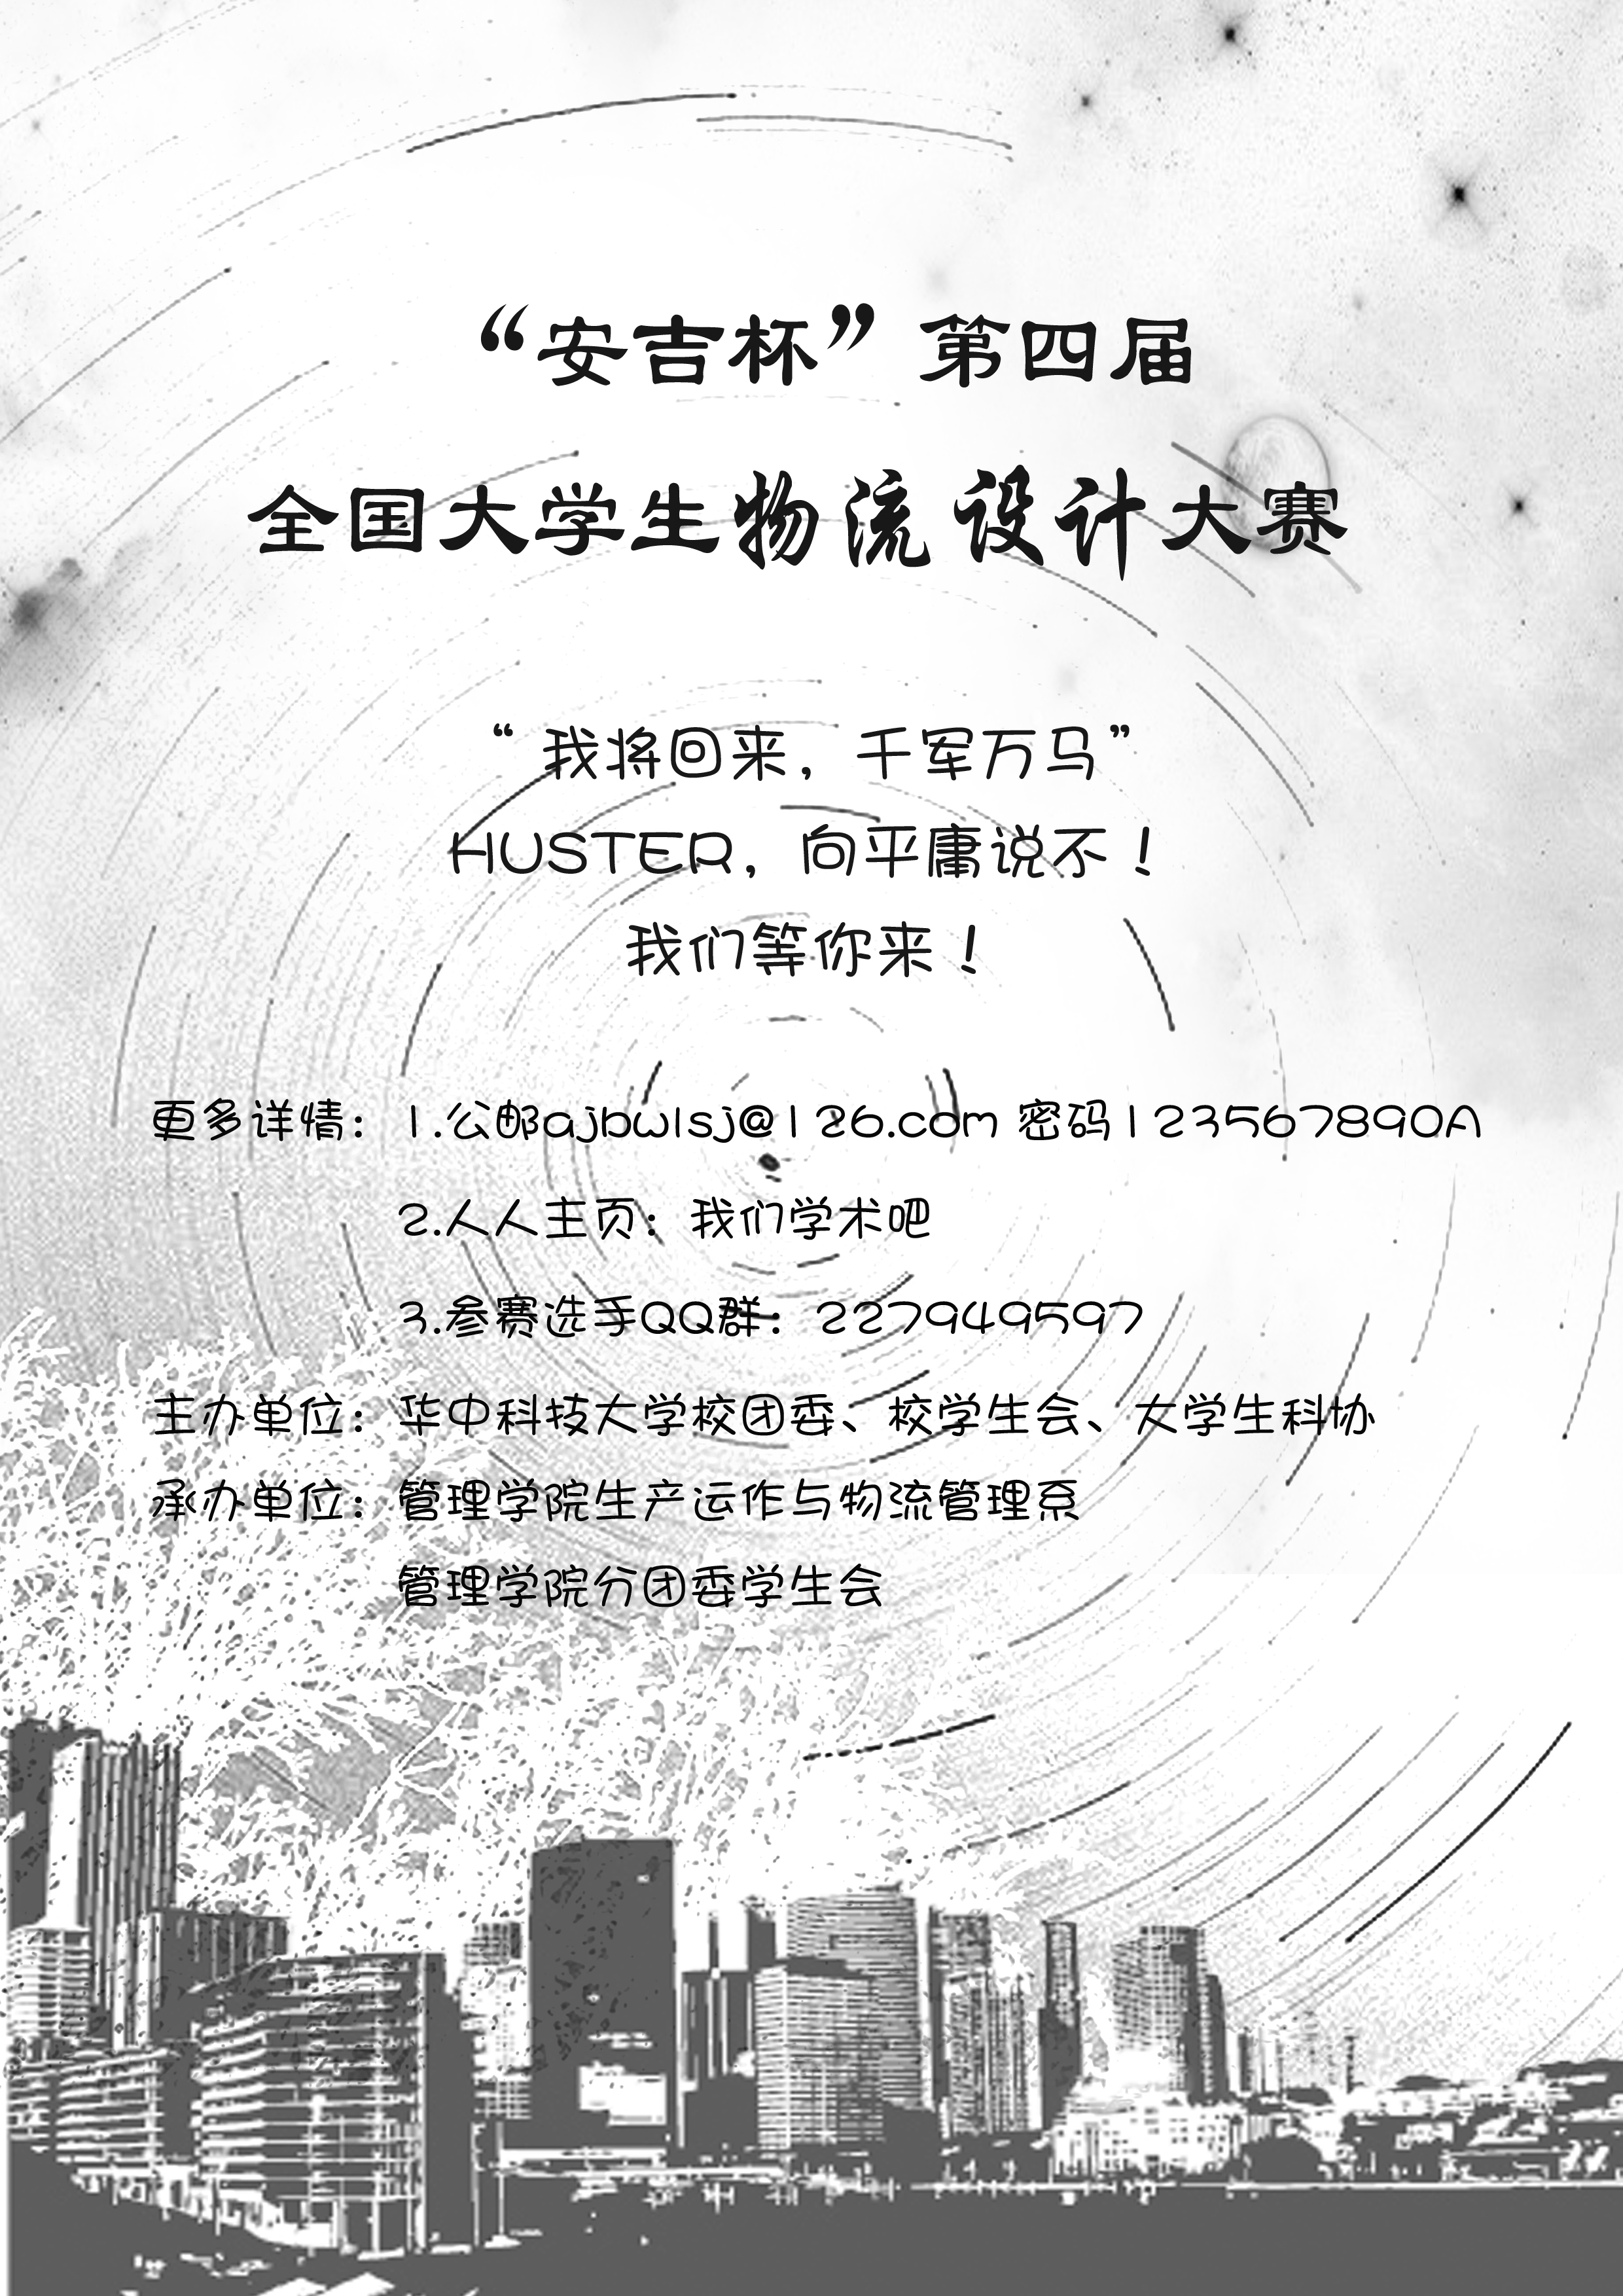 “安吉杯”第四届
全国大学生物流设计大赛
“我将回来，千军万马”
HUSTER，向平庸说不！
我们等你来！
更多详情：1.公邮ajbwlsj@126.com 密码123567890A
2.人人主页：我们学术吧
3.参赛选手QQ群：227949597
主办单位：华中科技大学校团委、校学生会、大学生科协
承办单位：管理学院生产运作与物流管理系
管理学院分团委学生会